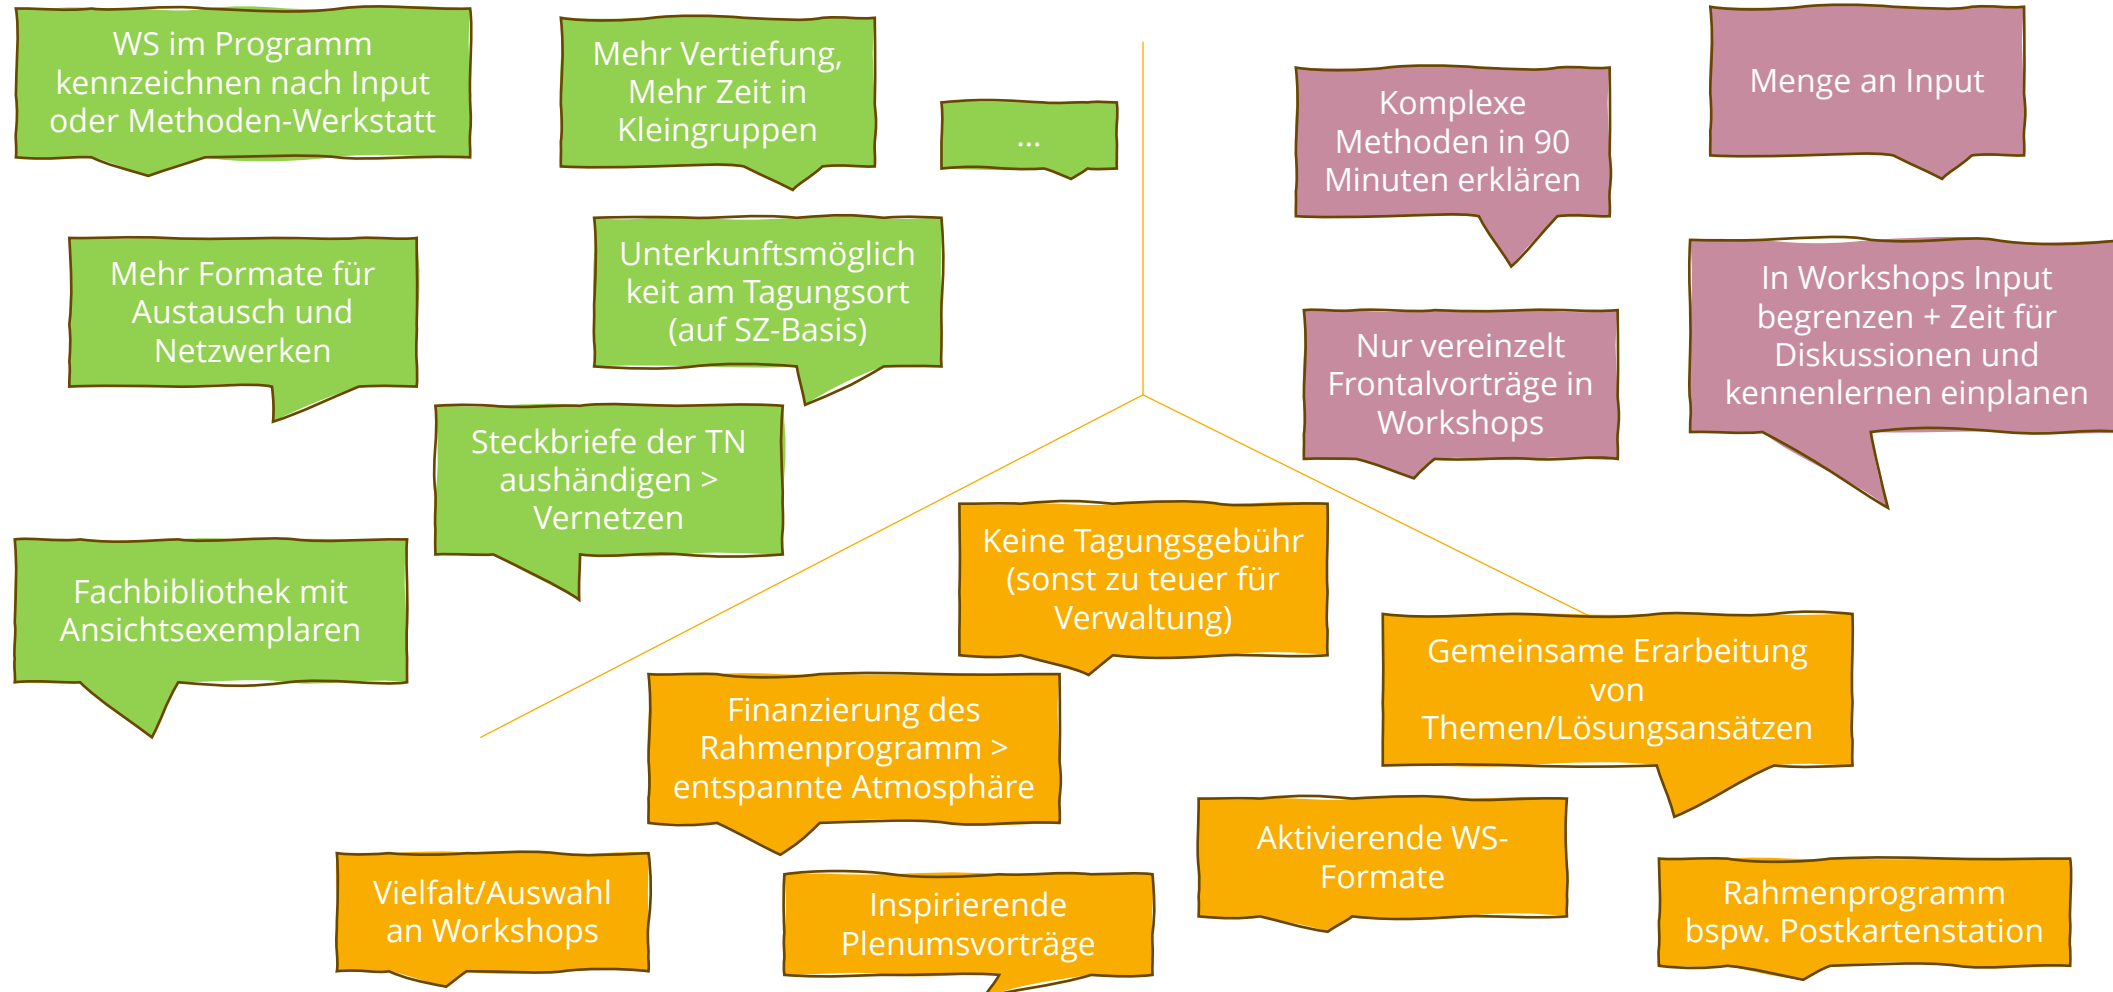 WS im Programm
kennzeichnen nach Input
oder Methoden-Werkstatt
Mehr Vertiefung,
Mehr Zeit in
Kleingruppen
...
Mehr Formate für
Austausch und
Netzwerken
Unterkunftsmöglich
keit am Tagungsort
(auf SZ-Basis)
Steckbriefe der TN
aushändigen >
Vernetzen
Fachbibliothek mit
Ansichtsexemplaren
Komplexe
Methoden in 90
Minuten erklären
Menge an Input
Nur vereinzelt
Frontalvorträge in
Workshops
In Workshops Input
begrenzen + Zeit für
Diskussionen und
kennenlernen einplanen
Keine Tagungsgebühr
(sonst zu teuer für
Verwaltung)
Gemeinsame Erarbeitung
von
Themen/Lösungsansätzen
Finanzierung des
Rahmenprogramm >
entspannte Atmosphäre
Aktivierende WS-
Formate
Vielfalt/Auswahl
an Workshops
Inspirierende
Plenumsvorträge
Rahmenprogramm
bspw. Postkartenstation